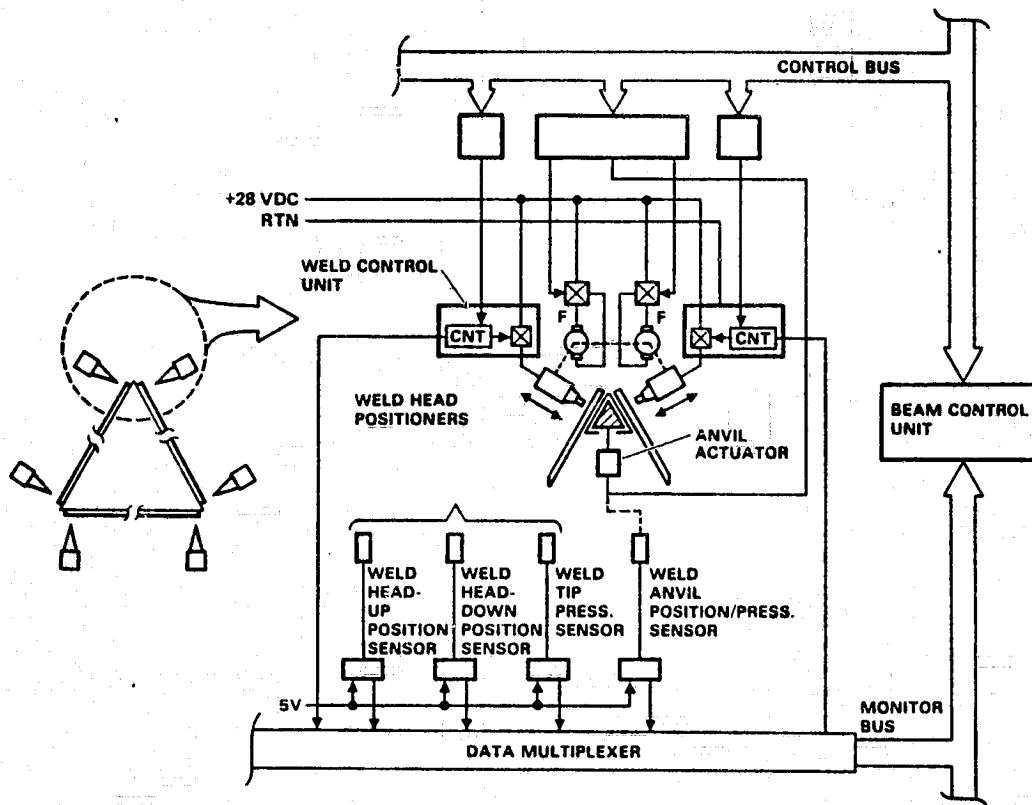 CONTROL BUS
+28 VDC
RTN
WELD CONTROL
UNIT
F
F
CNT
CNT
WELD HEAD
POSITIONERS
ANVIL
ACTUATOR
BEAM CONTROL
UNIT
WELD
HEAD-
UP
POSITION
SENSOR
WELD
HEAD-
DOWN
POSITION
SENSOR
WELD
TIP
PRESS.
SENSOR
WELD
ANVIL
POSITION/PRESS.
SENSOR
5V
MONITOR
BUS
DATA MULTIPLEXER